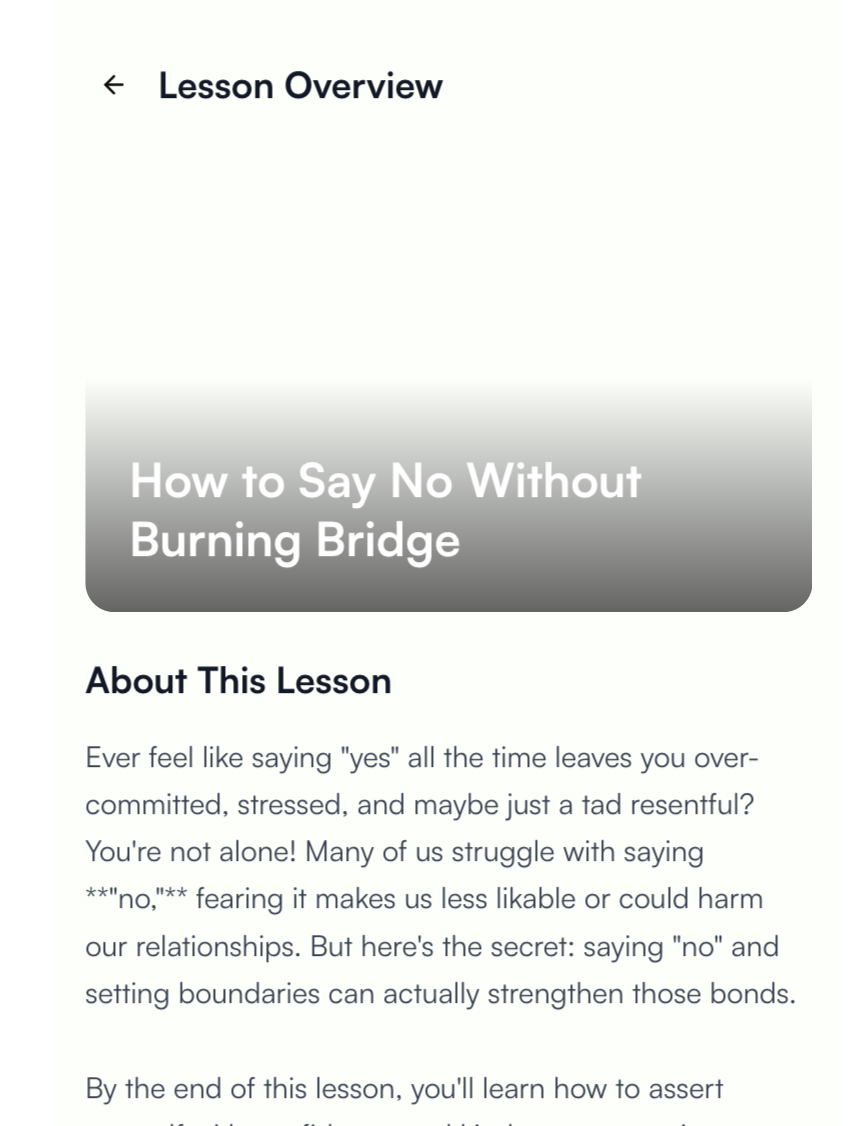 Lesson Overview
How to Say No Without
Burning Bridge
About This Lesson
Ever feel like saying "yes" all the time leaves you over-
committed, stressed, and maybe just a tad resentful?
You're not alone! Many of us struggle with saying
**"no,"** fearing it makes us less likable or could harm
our relationships. But here's the secret: saying "no" and
setting boundaries can actually strengthen those bonds.
By the end of this lesson, you'll learn how to assert